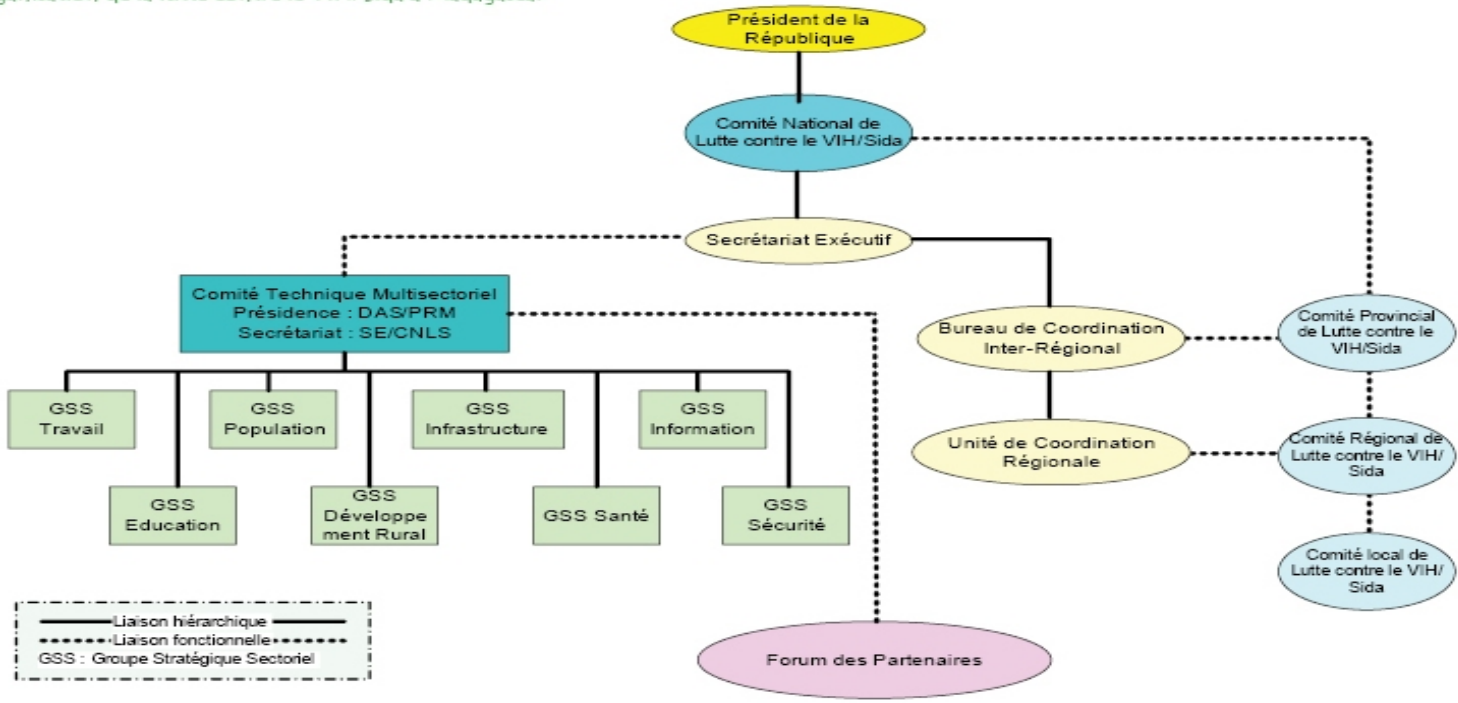 Président de la
République
Comité National de
Lutte contre le VIH/Sida
Secrétariat Exécutif
Comité Technique Multisectoriel
Présidence : DAS/PRM
Secrétariat : SE/CNLS
Bureau de Coordination
Inter-Régional
Comité Provincial
de Lutte contre le
VIH/Sida
GSS
Travail
GSS
Population
GSS
Infrastructure
GSS
Information
Unité de Coordination
Régionale
Comité Régional de
Lutte contre le VIH/
Sida
GSS
Education
GSS
Développe
ment Rural
GSS Santé
GSS
Sécurité
Comité local de
Lutte contre le VIH/
Sida
Liaison hiérarchique
Liaison fonctionnelle
GSS : Groupe Stratégique Sectoriel
Forum des Partenaires